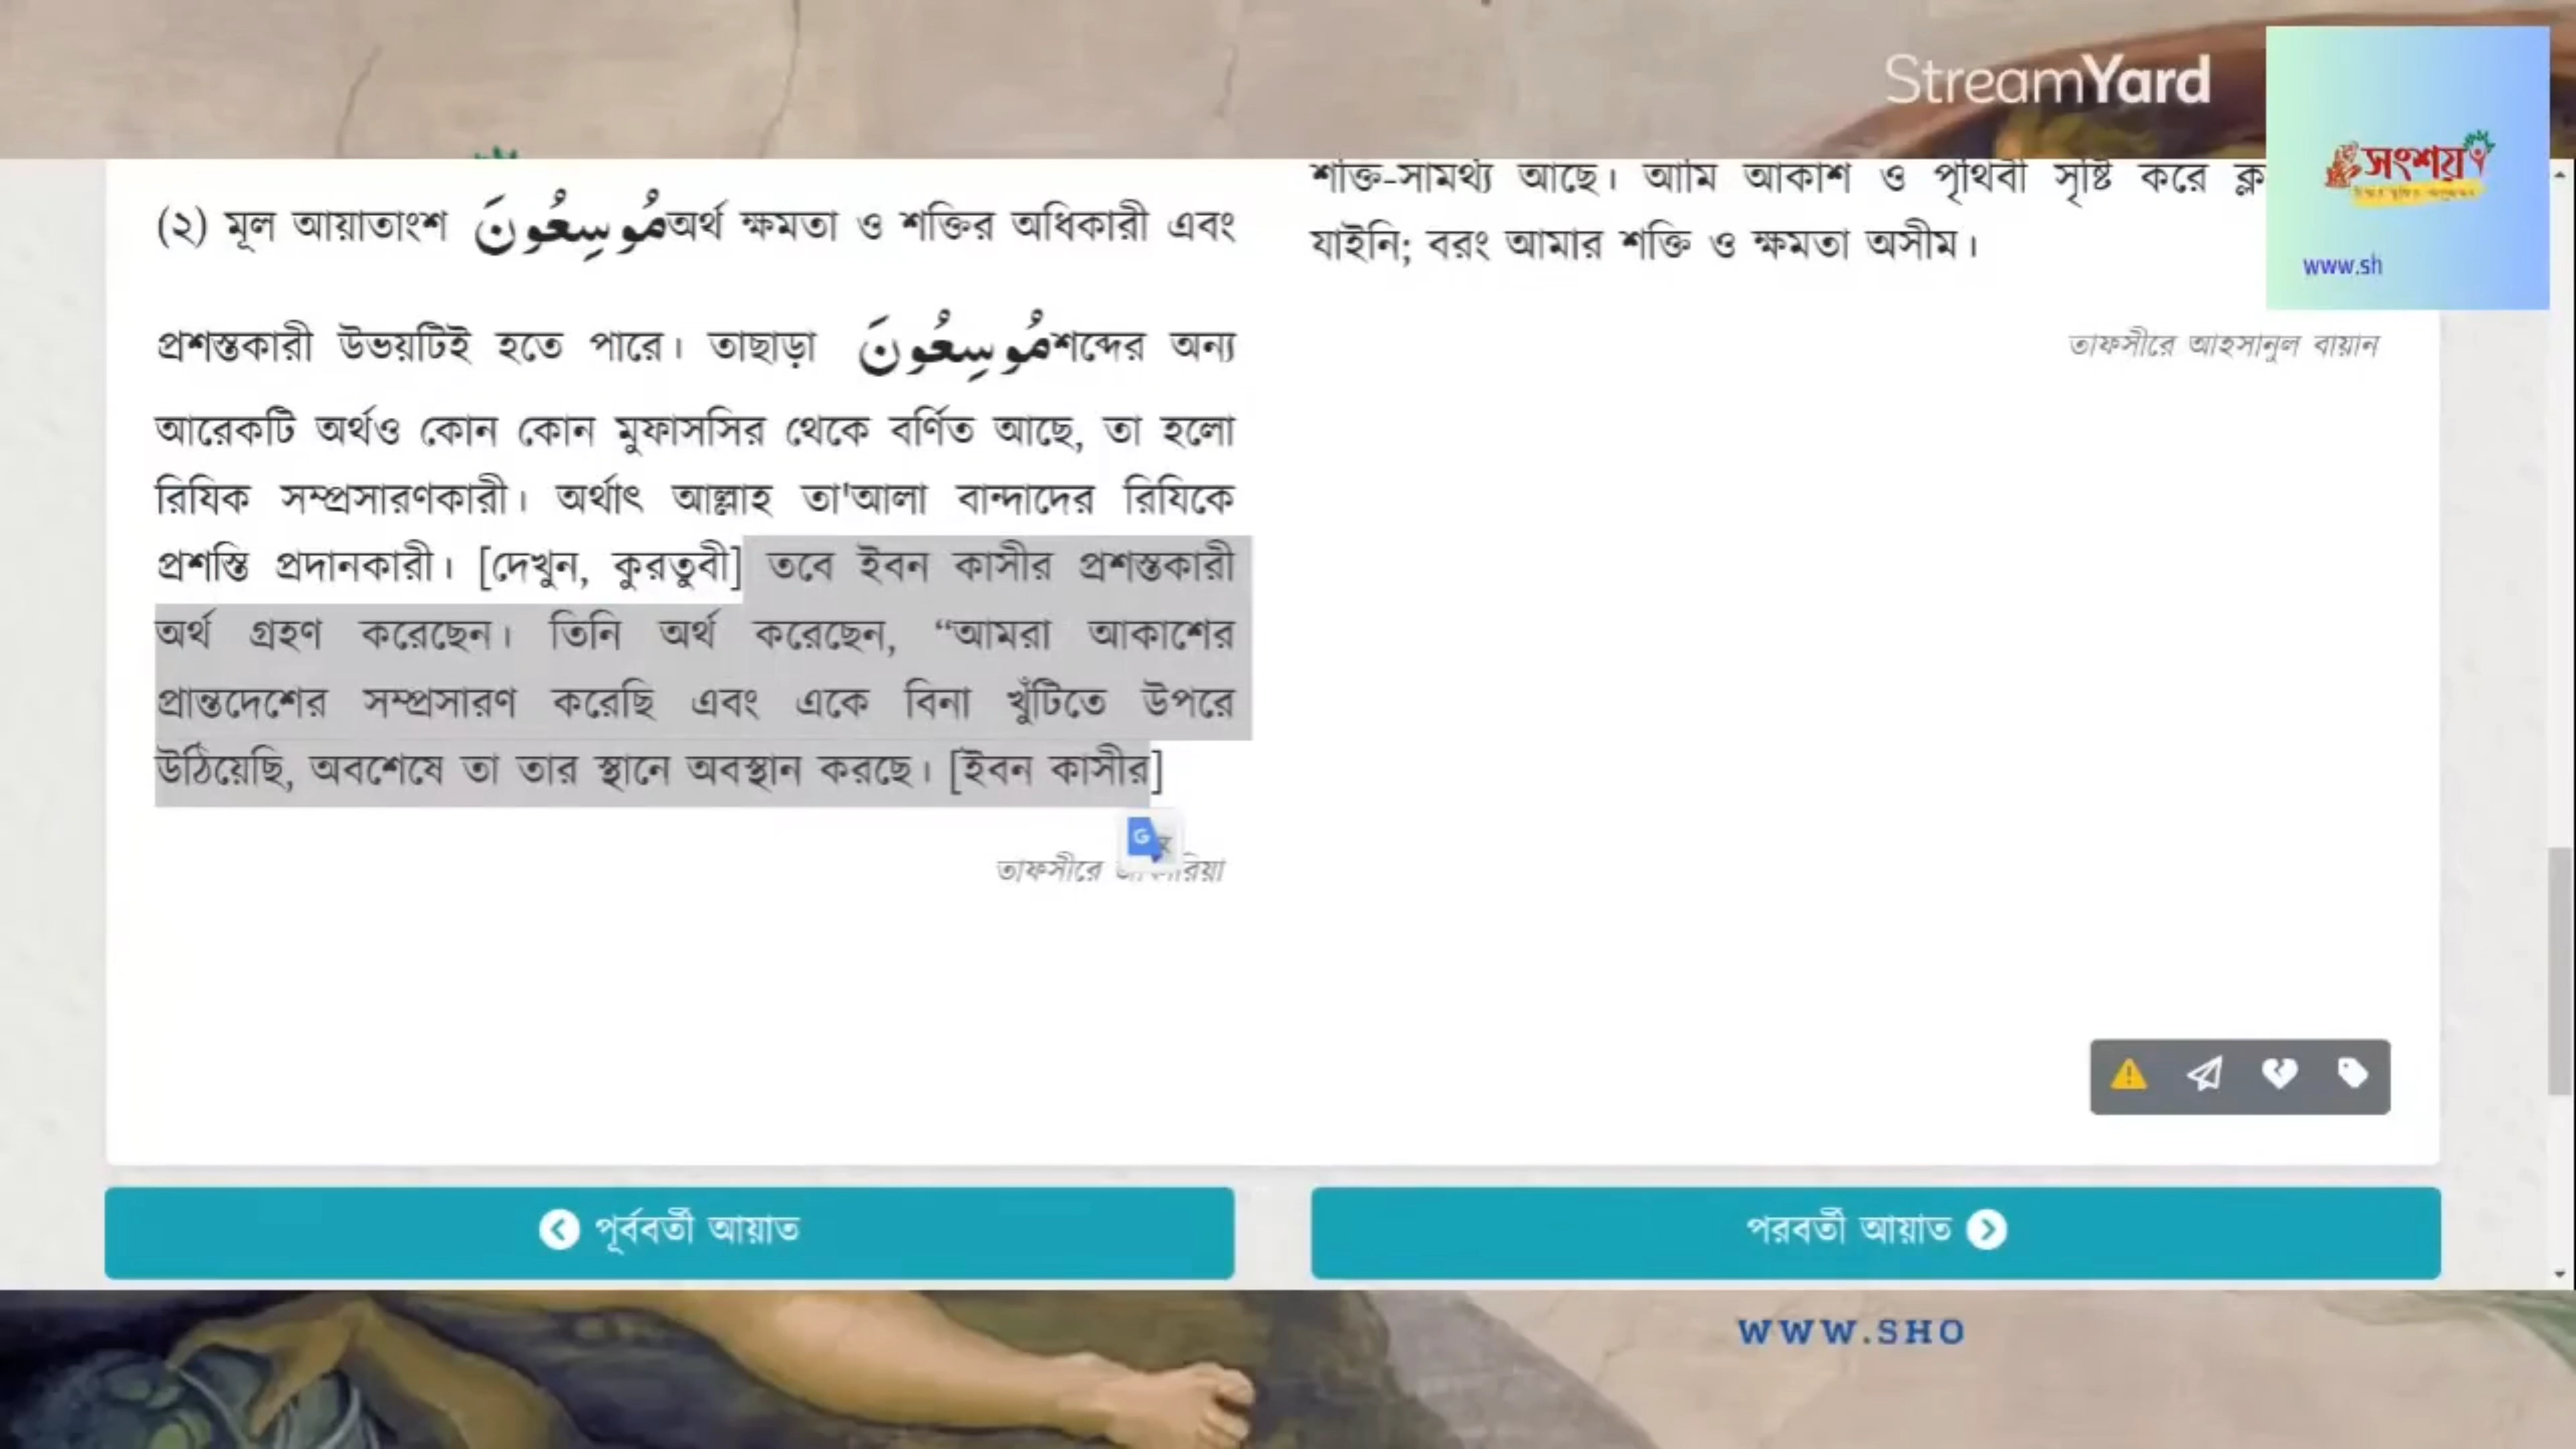 StreamYard
সংশয়
www.sh
(২) মূল আয়াতাংশ مُوسِعُونَ অর্থ ক্ষমতা ও শক্তির অধিকারী এবং
প্রশস্তকারী উভয়টিই হতে পারে। তাছাড়া مُوسِعُونَ শব্দের অন্য
আরেকটি অর্থও কোন কোন মুফাসসির থেকে বর্ণিত আছে, তা হলো
রিযিক সম্প্রসারণকারী। অর্থাৎ আল্লাহ তা'আলা বান্দাদের রিযিকে
প্রশস্তি প্রদানকারী। [দেখুন, কুরতুবী] তবে ইবন কাসীর প্রশস্তকারী
অর্থ গ্রহণ করেছেন। তিনি অর্থ করেছেন, “আমরা আকাশের
প্রান্তদেশের সম্প্রসারণ করেছি এবং একে বিনা খুঁটিতে উপরে
উঠিয়েছি, অবশেষে তা তার স্থানে অবস্থান করছে। [ইবন কাসীর]
তাফসীরে
শক্তি-সামর্থ্য আছে। আমি আকাশ ও পৃথিবী সৃষ্টি করে ক্ল
যাইনি; বরং আমার শক্তি ও ক্ষমতা অসীম।
তাফসীরে আহসানুল বায়ান
পূর্ববর্তী আয়াত
পরবর্তী আয়াত
WWW.SHO